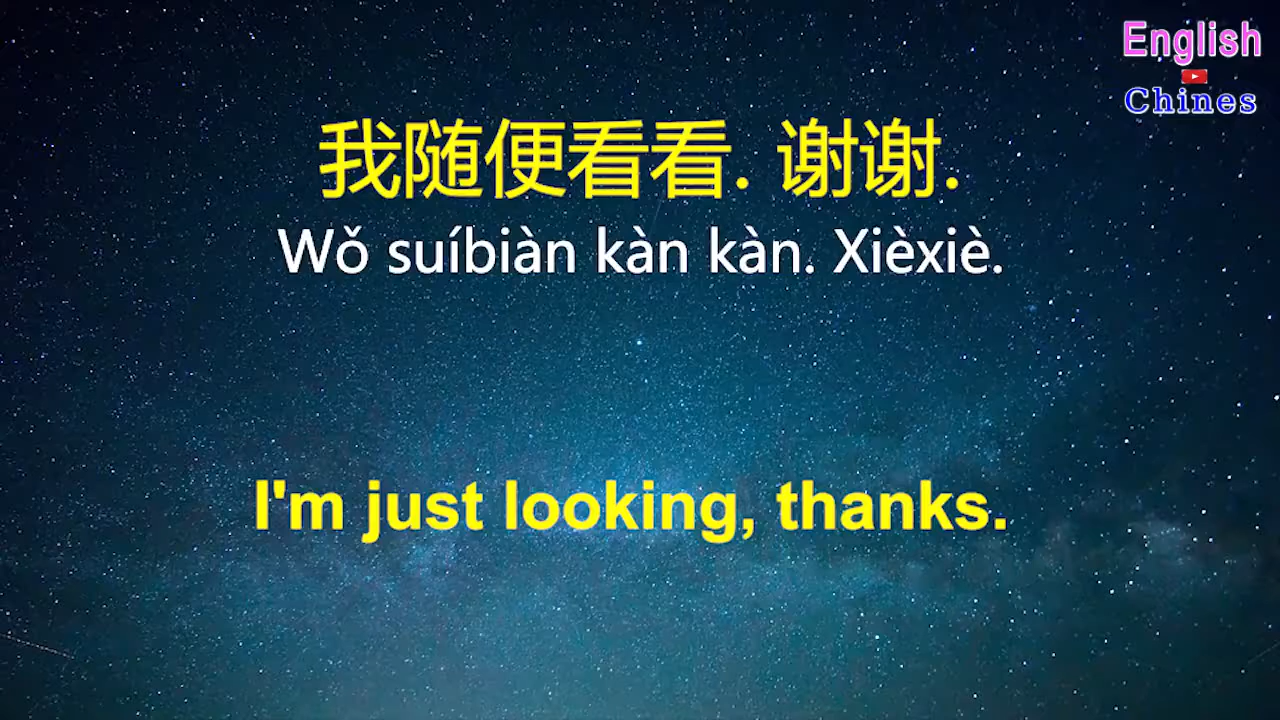 English
Chines
我随便看看. 谢谢.
Wǒ suíbiàn kàn kàn. Xièxiè.
I'm just looking, thanks.